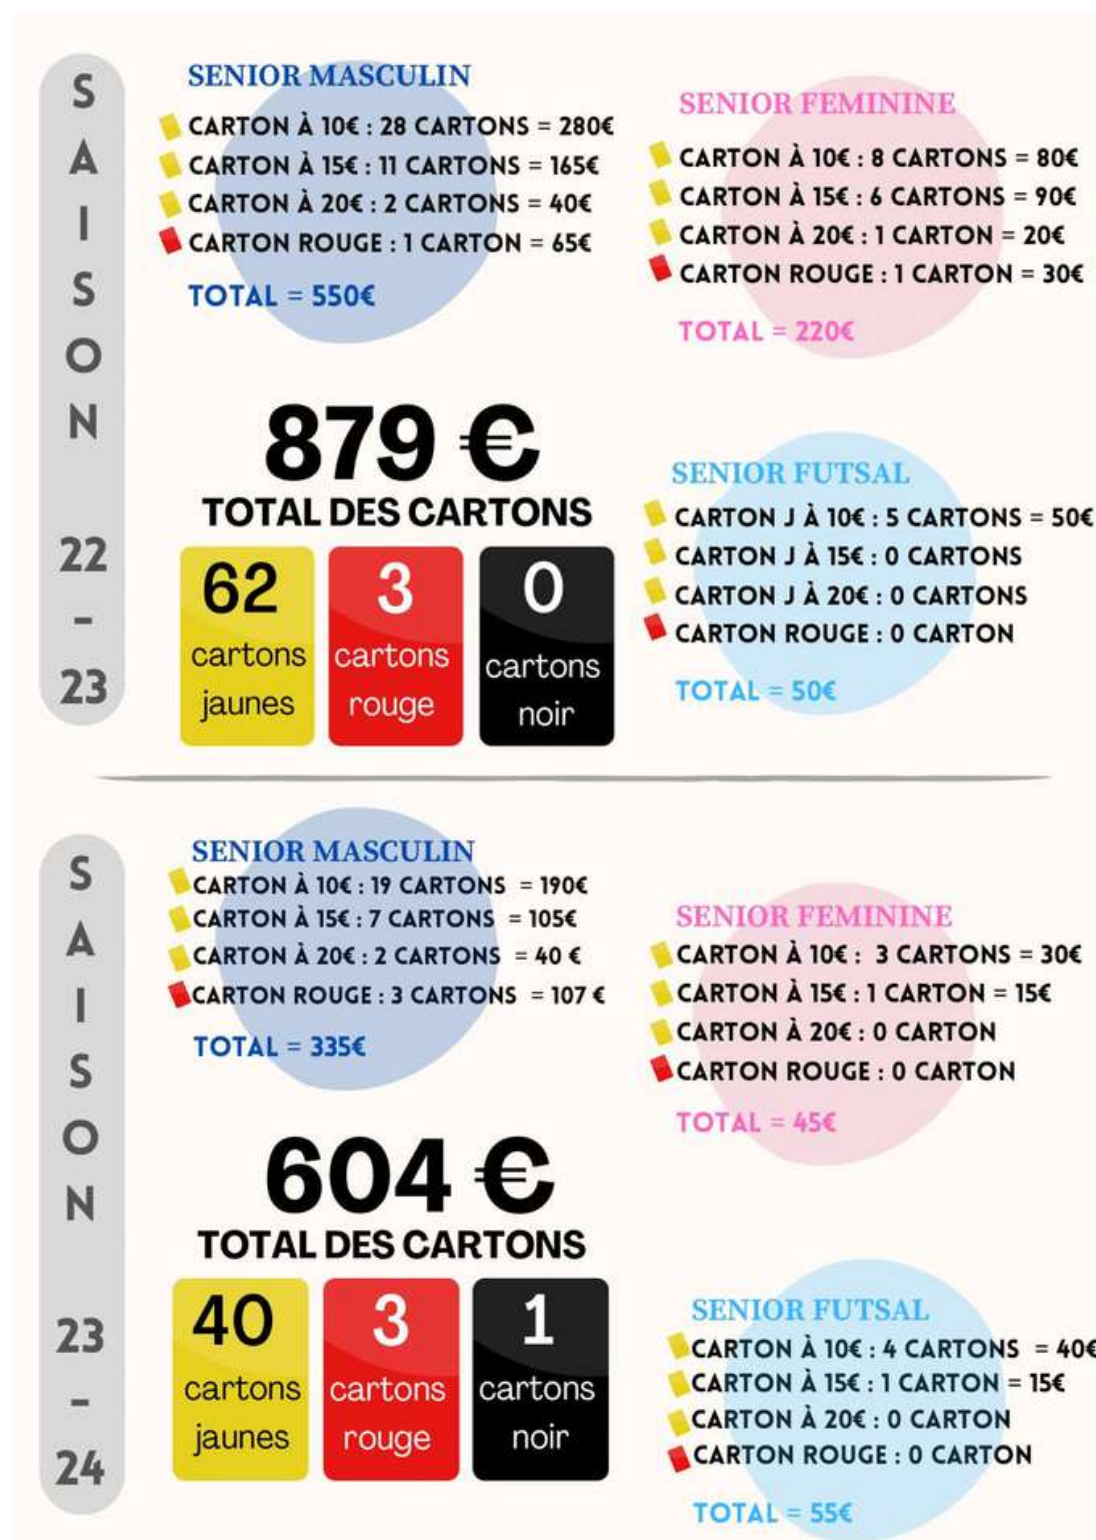 SAISON 22 - 23
SENIOR MASCULIN
CARTON À 10€ : 28 CARTONS = 280€
CARTON À 15€ : 11 CARTONS = 165€
CARTON À 20€ : 2 CARTONS = 40€
CARTON ROUGE : 1 CARTON = 65€
TOTAL = 550€
SENIOR FEMININE
CARTON À 10€ : 8 CARTONS = 80€
CARTON À 15€ : 6 CARTONS = 90€
CARTON À 20€ : 1 CARTON = 20€
CARTON ROUGE : 1 CARTON = 30€
TOTAL = 220€
879 €
TOTAL DES CARTONS
62 cartons jaunes
3 cartons rouge
0 cartons noir
SENIOR FUTSAL
CARTON J À 10€ : 5 CARTONS = 50€
CARTON J À 15€ : 0 CARTONS
CARTON J À 20€ : 0 CARTONS
CARTON ROUGE : 0 CARTON
TOTAL = 50€
SAISON 23 - 24
SENIOR MASCULIN
CARTON À 10€ : 19 CARTONS = 190€
CARTON À 15€ : 7 CARTONS = 105€
CARTON À 20€ : 2 CARTONS = 40 €
CARTON ROUGE : 3 CARTONS = 107 €
TOTAL = 335€
SENIOR FEMININE
CARTON À 10€ : 3 CARTONS = 30€
CARTON À 15€ : 1 CARTON = 15€
CARTON À 20€ : 0 CARTON
CARTON ROUGE : 0 CARTON
TOTAL = 45€
604 €
TOTAL DES CARTONS
40 cartons jaunes
3 cartons rouge
1 cartons noir
SENIOR FUTSAL
CARTON À 10€ : 4 CARTONS = 40€
CARTON À 15€ : 1 CARTON = 15€
CARTON À 20€ : 0 CARTON
CARTON ROUGE : 0 CARTON
TOTAL = 55€